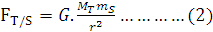 F_{T/S} = G. \frac{M_T m_S}{r^2} … … … … (2)